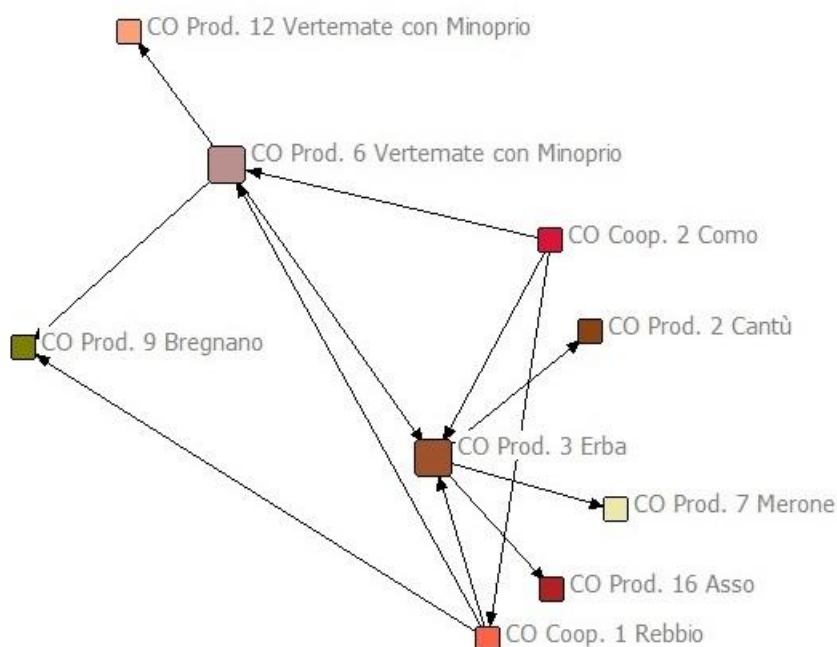 CO Prod. 12 Vertemate con Minoprio
CO Prod. 6 Vertemate con Minoprio
CO Coop. 2 Como
CO Prod. 2 Cantù
CO Prod. 9 Bregnano
CO Prod. 3 Erba
CO Prod. 7 Merone
CO Prod. 16 Asso
CO Coop. 1 Rebbio